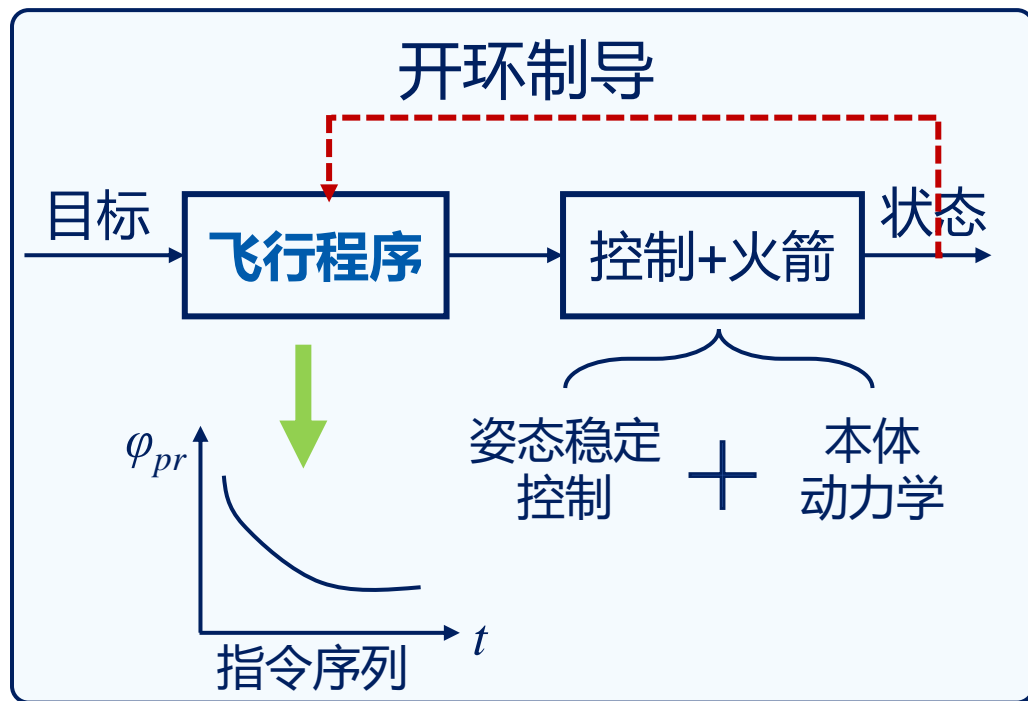 开环制导
目标
飞行程序
控制+火箭
状态
φpr
姿态稳定
控制
+
本体
动力学
t
指令序列